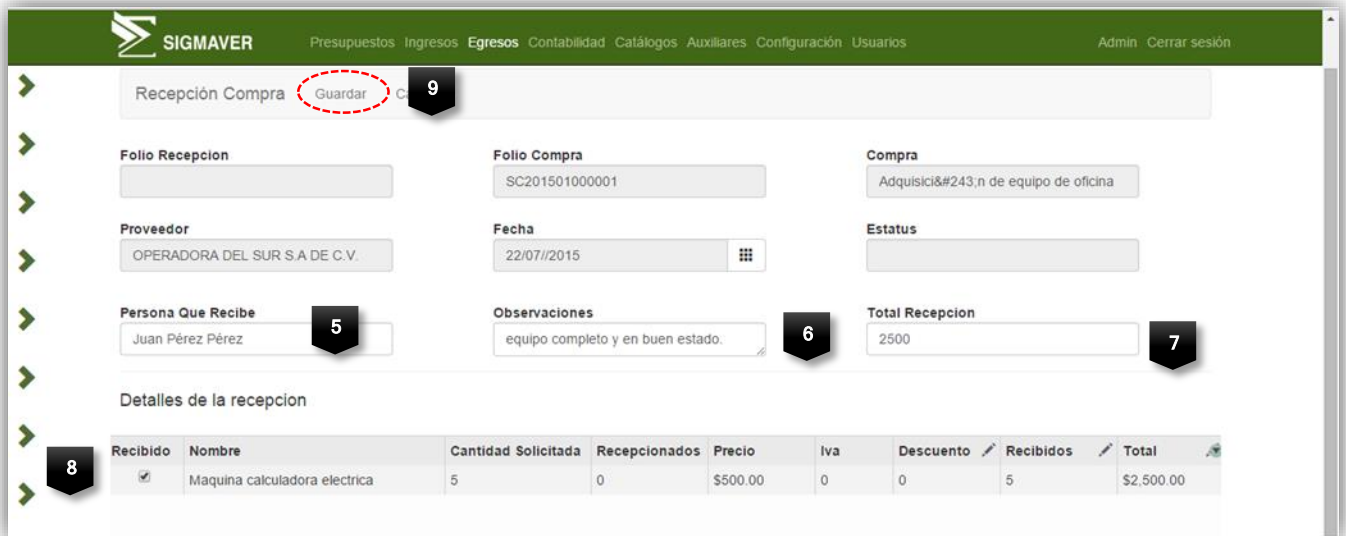 SIGMAVER Presupuestos Ingresos Egresos Contabilidad Catálogos Auxiliares Configuración Usuarios Admin Cerrar sesión
Recepción Compra Guardar 9
Folio Recepcion Folio Compra Compra
SC201501000001 Adquisici&#243;n de equipo de oficina
Proveedor Fecha Estatus
OPERADORA DEL SUR S.A DE C.V. 22/07//2015
Persona Que Recibe Observaciones Total Recepcion
Juan Pérez Pérez 5 equipo completo y en buen estado. 6 2500 7
Detalles de la recepcion
Recibido Nombre Cantidad Solicitada Recepcionados Precio Iva Descuento Recibidos Total
8 Maquina calculadora electrica 5 0 $500.00 0 0 5 $2,500.00